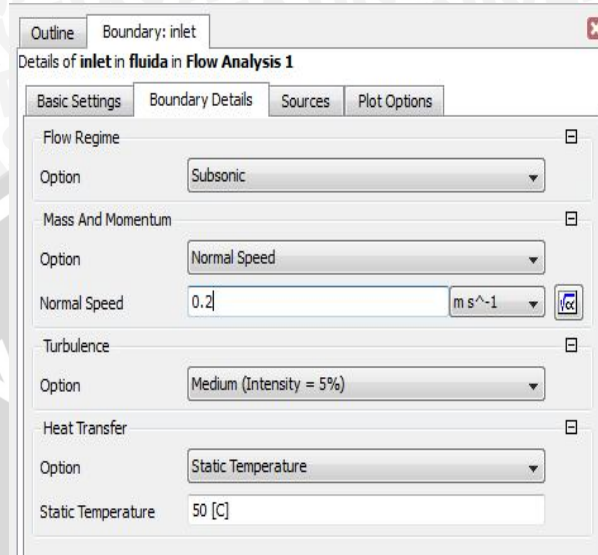 Outline Boundary: inlet
Details of inlet in fluida in Flow Analysis 1
Basic Settings Boundary Details Sources Plot Options
Flow Regime
Option Subsonic
Mass And Momentum
Option Normal Speed
Normal Speed 0.2 m s^-1
Turbulence
Option Medium (Intensity = 5%)
Heat Transfer
Option Static Temperature
Static Temperature 50 [C]